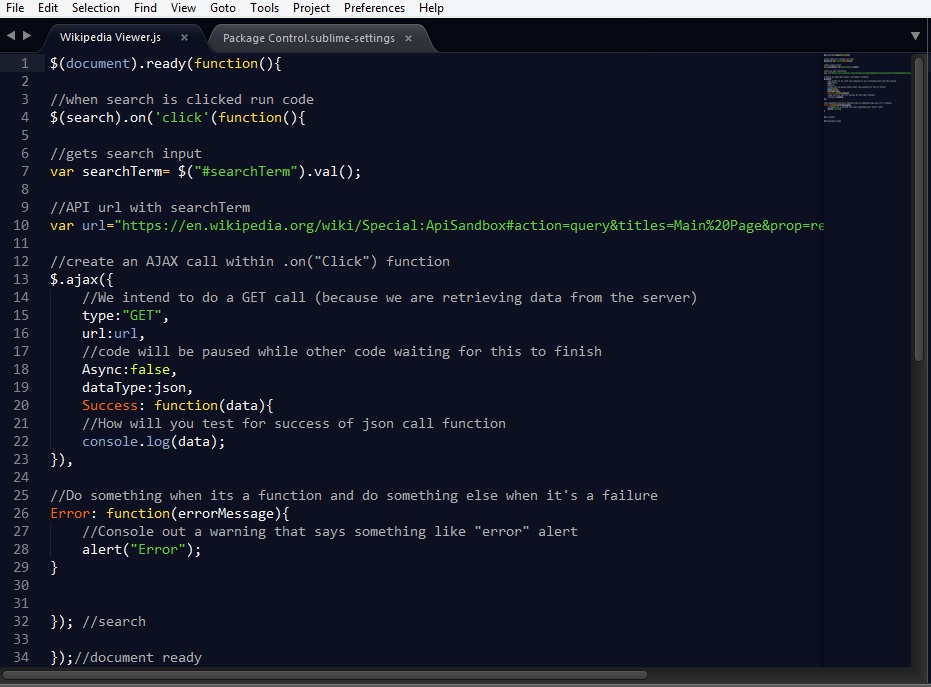 File Edit Selection Find View Goto Tools Project Preferences Help
Wikipedia Viewer.js × Package Control.sublime-settings ×
1 $(document).ready(function(){
2
3 //when search is clicked run code
4 $(search).on('click'(function(){
5
6 //gets search input
7 var searchTerm= $("#searchTerm").val();
8
9 //API url with searchTerm
10 var url="https://en.wikipedia.org/wiki/Special:ApiSandbox#action=query&titles=Main%20Page&prop=re
11
12 //create an AJAX call within .on("Click") function
13 $.ajax({
14     //We intend to do a GET call (because we are retrieving data from the server)
15     type:"GET",
16     url:url,
17     //code will be paused while other code waiting for this to finish
18     Async:false,
19     dataType:json,
20     Success: function(data){
21     //How will you test for success of json call function
22     console.log(data);
23 }),
24
25 //Do something when its a function and do something else when it's a failure
26 Error: function(errorMessage){
27     //Console out a warning that says something like "error" alert
28     alert("Error");
29 }
30
31
32 }); //search
33
34 });//document ready